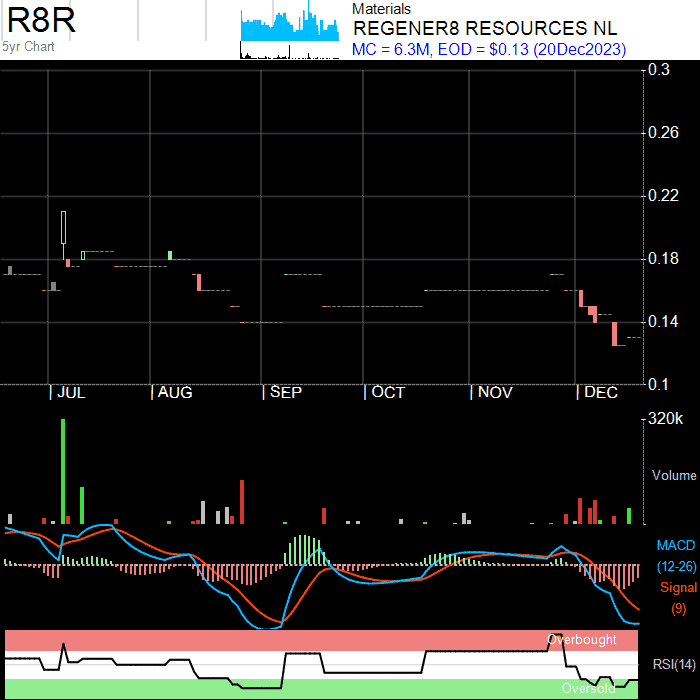 R8R
5yr Chart
Materials
REGENER8 RESOURCES NL
MC = 6.3M, EOD = $0.13 (20Dec2023)
0.3
0.26
0.22
0.18
0.14
0.1
JUL AUG SEP OCT NOV DEC
320k
Volume
MACD
(12-26)
Signal
(9)
Overbought
RSI(14)
Oversold